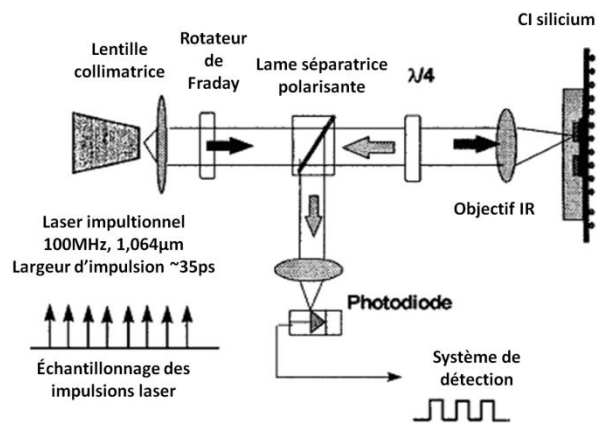 CI silicium
Rotateur
de
Fraday
Lentille
collimatrice
Lame séparatrice
polarisante
λ/4
Objectif IR
Laser impultionnel
100MHz, 1,064µm
Largeur d'impulsion ~35ps
Photodiode
Échantillonnage des
impulsions laser
Système de
détection